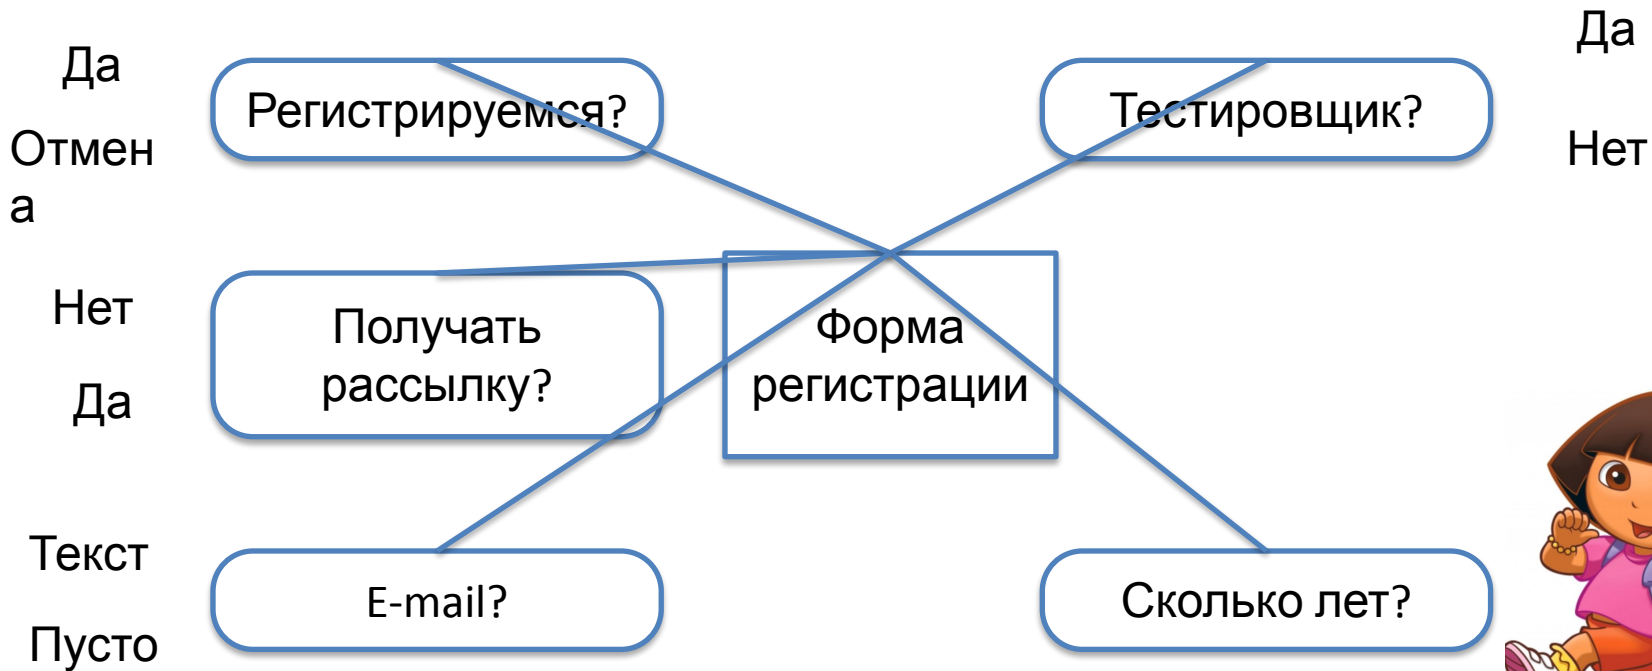 Да
Да
Регистрируемся?
Тестировщик?
Отмен
а
Нет
Нет
Получать
рассылку?
Форма
регистрации
Да
Текст
E-mail?
Сколько лет?
Пусто